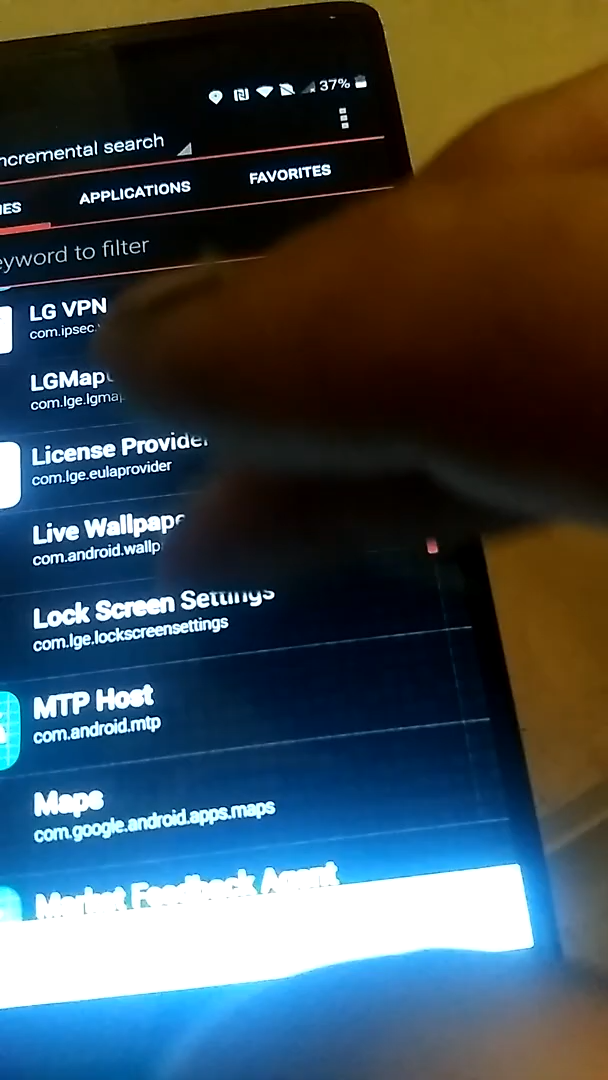 37%
ncremental search
IES
APPLICATIONS
FAVORITES
eyword to filter
LG VPN
com.ipsec.
LGMap
com.lge.lgmap
License Provider
com.lge.eulaprovider
Live Wallpape
com.android.wallp
Lock Screen Settings
com.lge.lockscreensettings
MTP Host
com.android.mtp
Maps
com.google.android.apps.maps
Market Feedback Agent